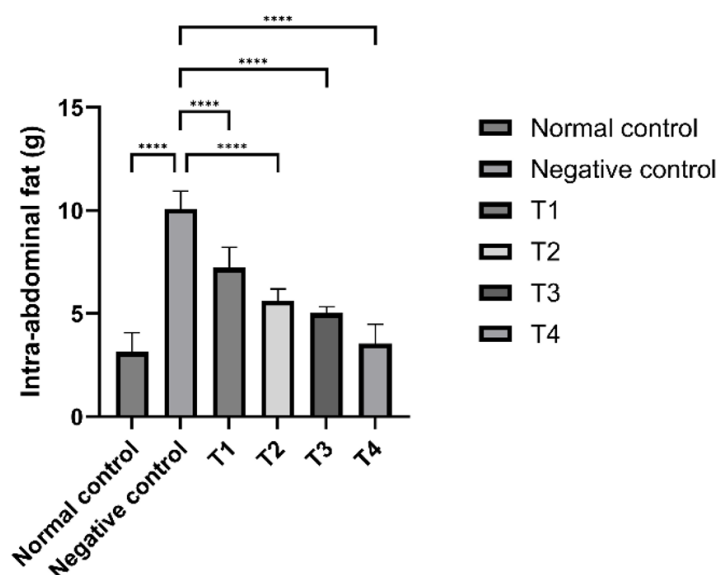 ****
****
****
****
****
15
10
5
0
Intra-abdominal fat (g)
Normal control
Negative control
T1
T2
T3
T4
Normal control
Negative control
T1
T2
T3
T4